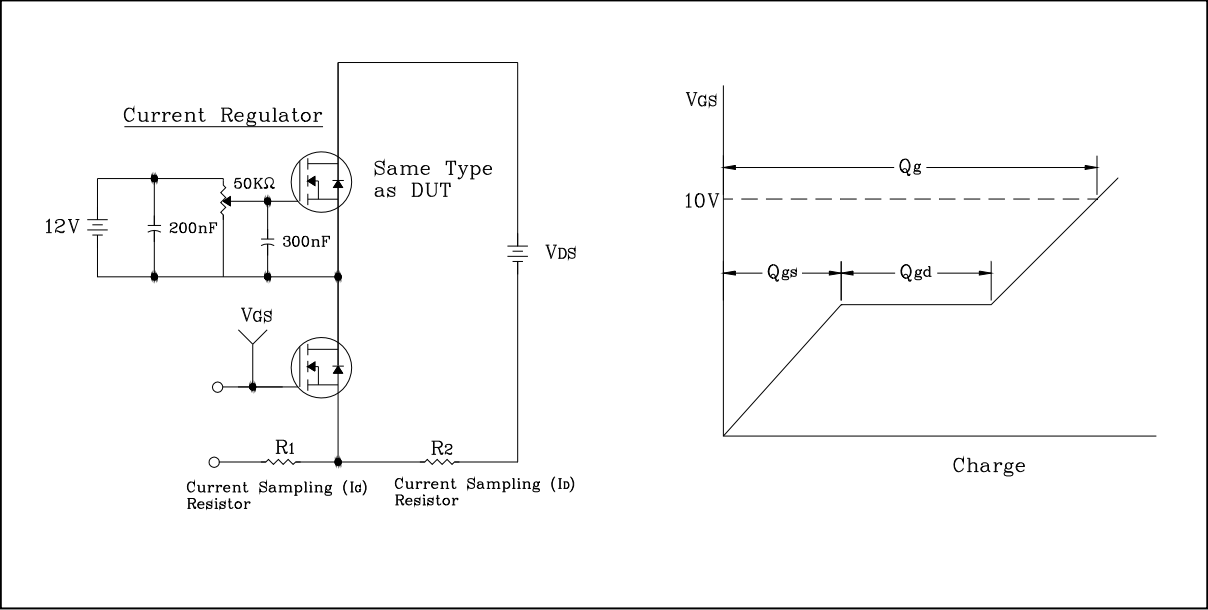 Current Regulator
Same Type
as DUT
50KΩ
12V
200nF
300nF
VDS
VGS
R1
R2
Current Sampling (IG)
Resistor
Current Sampling (ID)
Resistor
VGS
Qg
10V
Qgs
Qgd
Charge